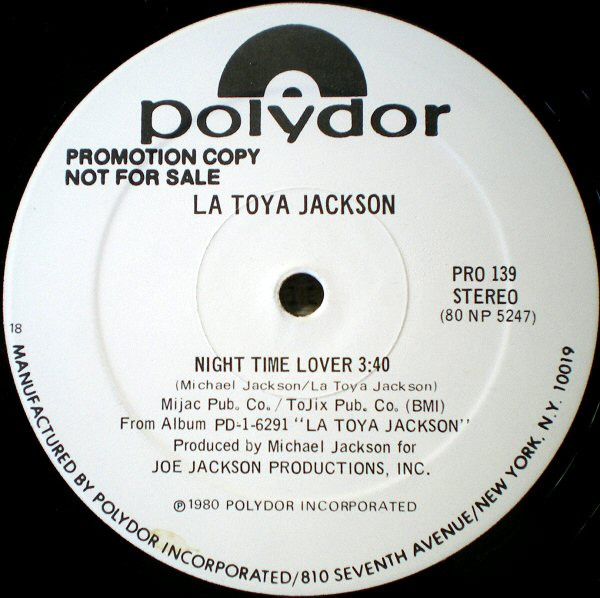 polydor
PROMOTION COPY
NOT FOR SALE
LA TOYA JACKSON
PRO 139
STEREO
(80 NP 5247)
18
NIGHT TIME LOVER 3:40
(Michael Jackson/La Toya Jackson)
Mijac Pub. Co./ToJix Pub. Co. (BMI)
From Album PD-1-6291 "LA TOYA JACKSON"
Produced by Michael Jackson for
JOE JACKSON PRODUCTIONS, INC.
℗ 1980 POLYDOR INCORPORATED
MANUFACTURED BY POLYDOR INCORPORATED/810 SEVENTH AVENUE/NEW YORK, N.Y. 10019